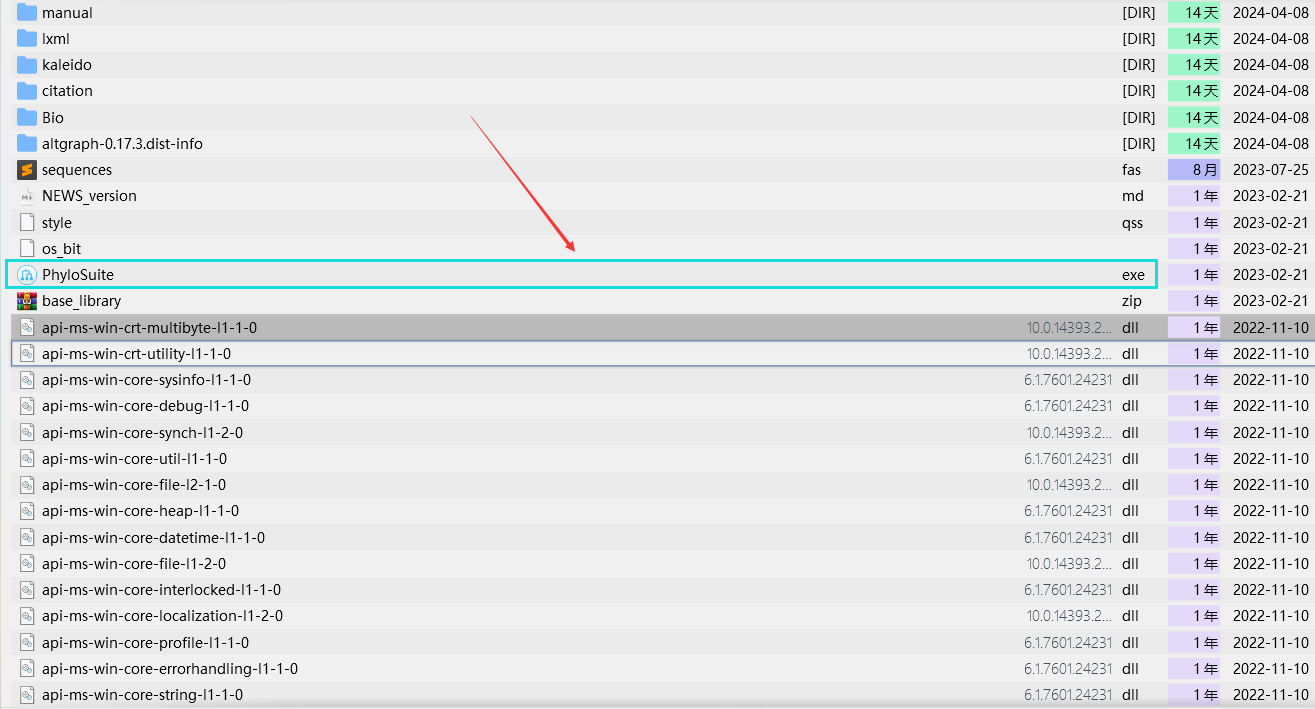 manual [DIR] 14 天 2024-04-08
lxml [DIR] 14 天 2024-04-08
kaleido [DIR] 14 天 2024-04-08
citation [DIR] 14 天 2024-04-08
Bio [DIR] 14 天 2024-04-08
altgraph-0.17.3.dist-info [DIR] 14 天 2024-04-08
sequences fas 8 月 2023-07-25
NEWS_version md 1 年 2023-02-21
style qss 1 年 2023-02-21
os_bit 1 年 2023-02-21
PhyloSuite exe 1 年 2023-02-21
base_library zip 1 年 2023-02-21
api-ms-win-crt-multibyte-l1-1-0 10.0.14393.2... dll 1 年 2022-11-10
api-ms-win-crt-utility-l1-1-0 10.0.14393.2... dll 1 年 2022-11-10
api-ms-win-core-sysinfo-l1-1-0 6.1.7601.24231 dll 1 年 2022-11-10
api-ms-win-core-debug-l1-1-0 6.1.7601.24231 dll 1 年 2022-11-10
api-ms-win-core-synch-l1-2-0 10.0.14393.2... dll 1 年 2022-11-10
api-ms-win-core-util-l1-1-0 6.1.7601.24231 dll 1 年 2022-11-10
api-ms-win-core-file-l2-1-0 10.0.14393.2... dll 1 年 2022-11-10
api-ms-win-core-heap-l1-1-0 6.1.7601.24231 dll 1 年 2022-11-10
api-ms-win-core-datetime-l1-1-0 6.1.7601.24231 dll 1 年 2022-11-10
api-ms-win-core-file-l1-2-0 10.0.14393.2... dll 1 年 2022-11-10
api-ms-win-core-interlocked-l1-1-0 6.1.7601.24231 dll 1 年 2022-11-10
api-ms-win-core-localization-l1-2-0 10.0.14393.2... dll 1 年 2022-11-10
api-ms-win-core-profile-l1-1-0 6.1.7601.24231 dll 1 年 2022-11-10
api-ms-win-core-errorhandling-l1-1-0 6.1.7601.24231 dll 1 年 2022-11-10
api-ms-win-core-string-l1-1-0 6.1.7601.24231 dll 1 年 2022-11-10